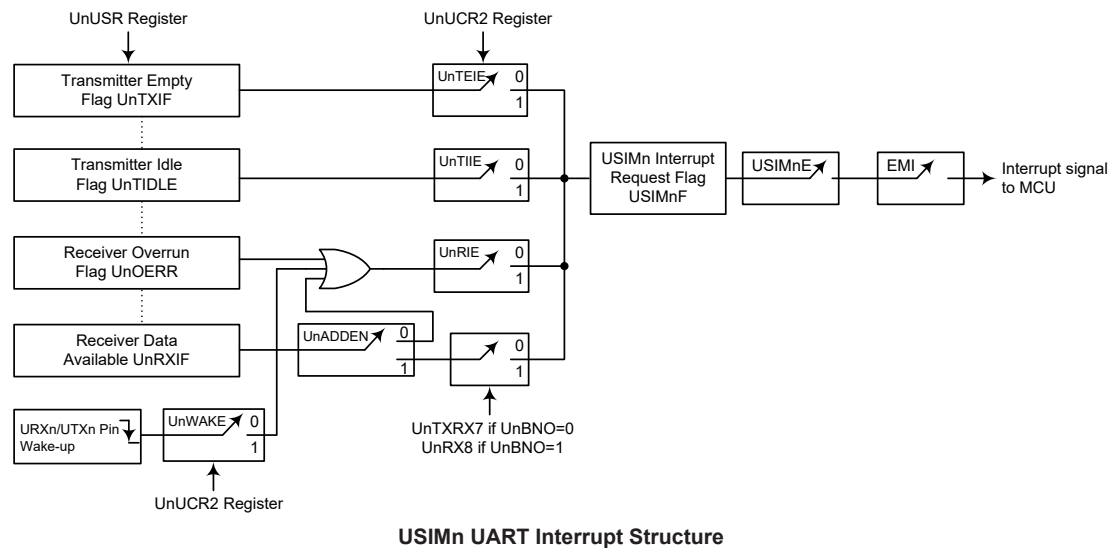 UnUSR Register
UnUCR2 Register
Transmitter Empty
Flag UnTXIF
UnTEIE
0
1
Transmitter Idle
Flag UnTIDLE
UnTIIE
0
1
USIMn Interrupt
Request Flag
USIMnF
USIMnE
EMI
Interrupt signal
to MCU
Receiver Overrun
Flag UnOERR
UnRIE
0
1
Receiver Data
Available UnRXIF
UnADDEN
0
1
0
1
URXn/UTXn Pin
Wake-up
UnWAKE
0
1
UnTXRX7 if UnBNO=0
UnRX8 if UnBNO=1
UnUCR2 Register
USIMn UART Interrupt Structure